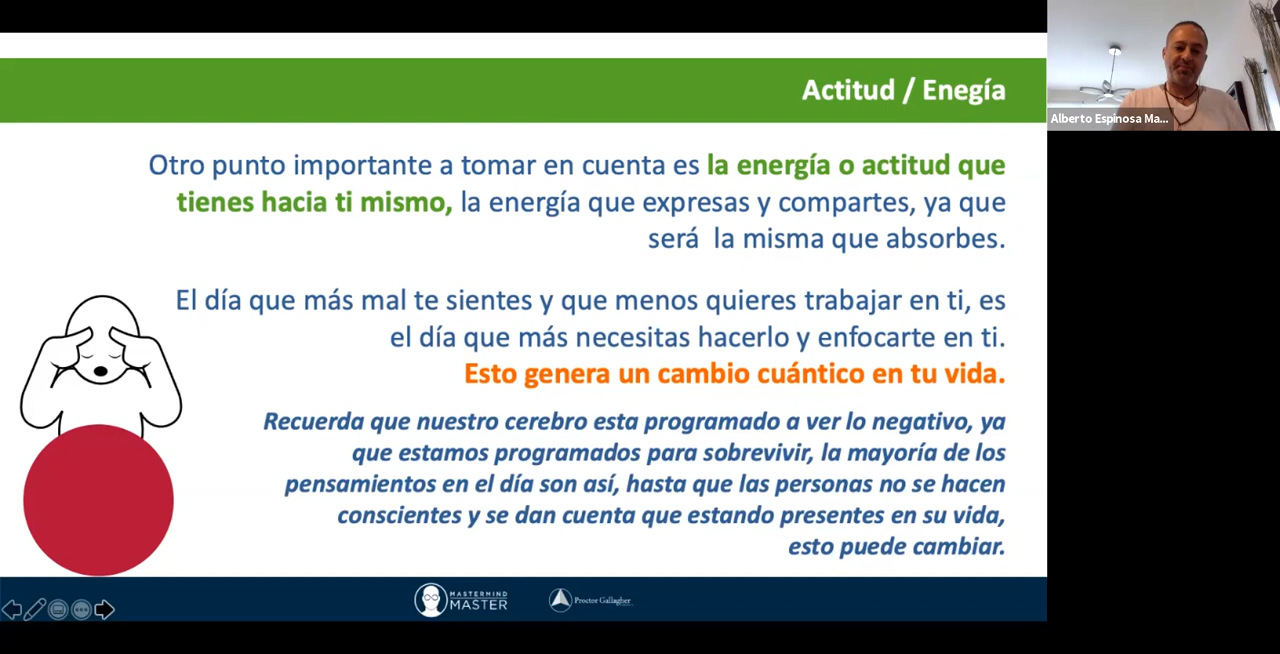 Actitud / Enegía
Alberto Espinosa Ma...
Otro punto importante a tomar en cuenta es la energía o actitud que
tienes hacia ti mismo, la energía que expresas y compartes, ya que
será la misma que absorbes.
El día que más mal te sientes y que menos quieres trabajar en ti, es
el día que más necesitas hacerlo y enfocarte en ti.
Esto genera un cambio cuántico en tu vida.
Recuerda que nuestro cerebro esta programado a ver lo negativo, ya
que estamos programados para sobrevivir, la mayoría de los
pensamientos en el día son así, hasta que las personas no se hacen
conscientes y se dan cuenta que estando presentes en su vida,
esto puede cambiar.
MASTERMIND
MASTER
Proctor Gallagher